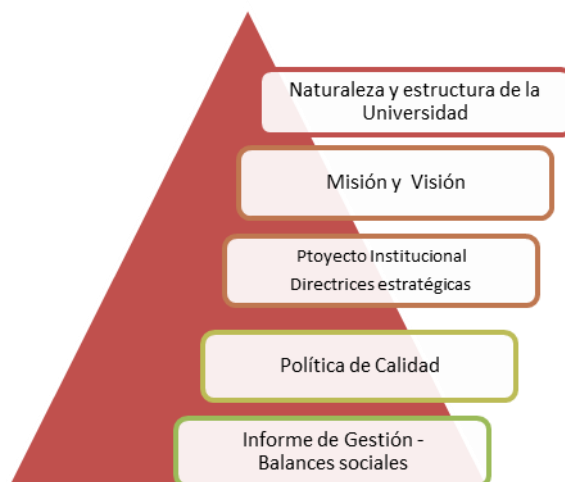 Naturaleza y estructura de la
Universidad
Misión y Visión
Ptoyecto Institucional
Directrices estratégicas
Política de Calidad
Informe de Gestión -
Balances sociales